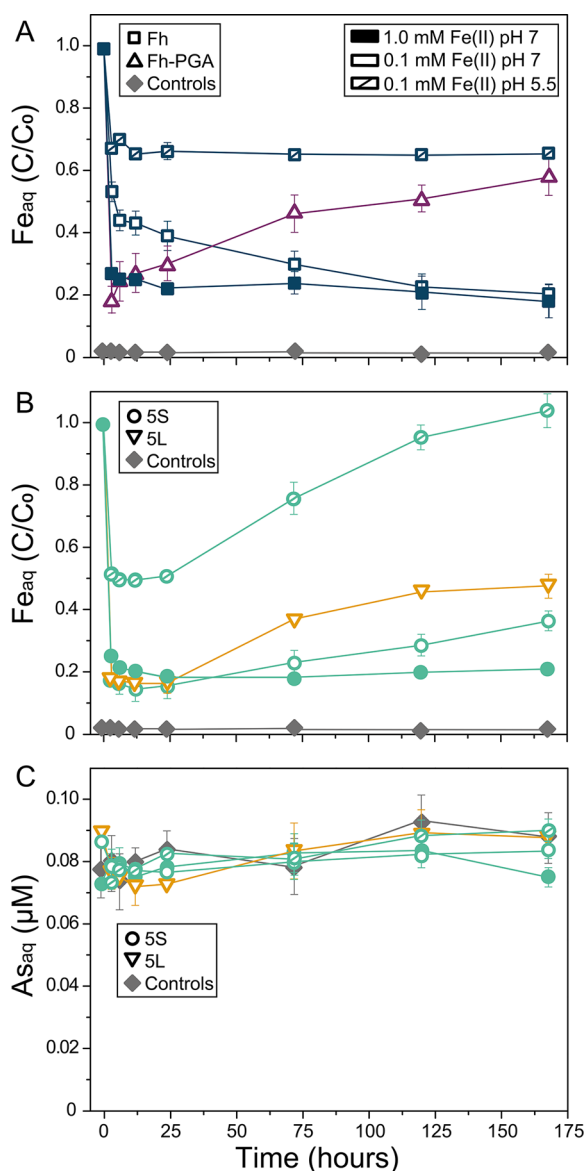 A
Feaq (C/C₀)
1.0
0.8
0.6
0.4
0.2
0
Fh
Fh-PGA
Controls
1.0 mM Fe(II) pH 7
0.1 mM Fe(II) pH 7
0.1 mM Fe(II) pH 5.5
B
Feaq (C/C₀)
1.0
0.8
0.6
0.4
0.2
0
5S
5L
Controls
C
Asaq (µM)
0.10
0.08
0.06
0.04
0.02
0
5S
5L
Controls
0 25 50 75 100 125 150 175
Time (hours)